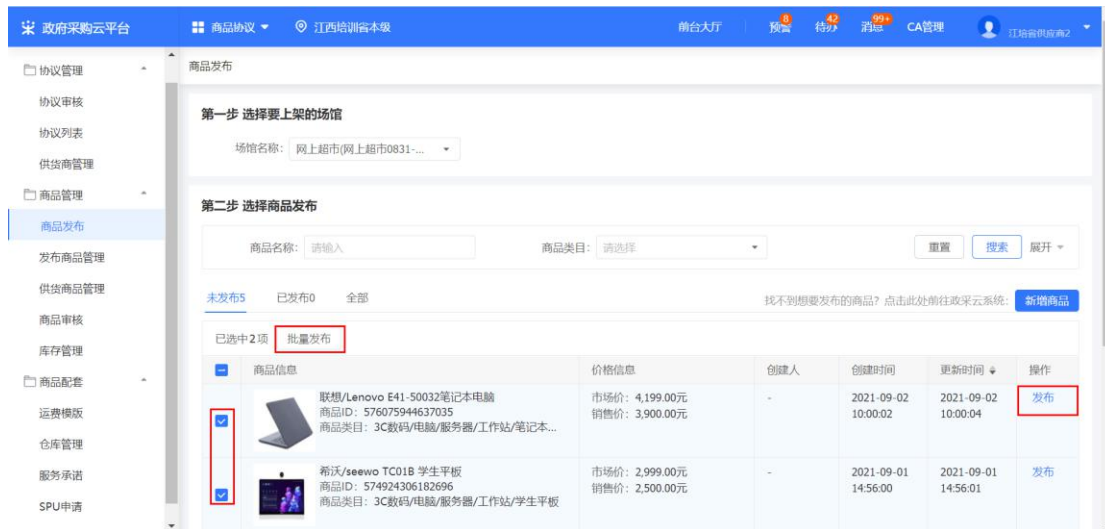 政府采购云平台
商品协议
江西培训省本级
前台大厅
预警
8
待办
42
消息
99+
CA管理
江培省供应商2
协议管理
协议审核
协议列表
供货商管理
商品管理
商品发布
发布商品管理
供货商品管理
商品审核
库存管理
商品配套
运费模版
仓库管理
服务承诺
SPU申请
商品发布
第一步 选择要上架的场馆
场馆名称： 网上超市(网上超市0831-...
第二步 选择商品发布
商品名称： 请输入
商品类目： 请选择
重置
搜索
展开
未发布5
已发布0
全部
找不到想要发布的商品？点击此处前往政采云系统：
新增商品
已选中2项
批量发布
商品信息
价格信息
创建人
创建时间
更新时间
操作
联想/Lenovo E41-50032笔记本电脑
商品ID：576075944637035
商品类目：3C数码/电脑/服务器/工作站/笔记本...
市场价：4,199.00元
销售价：3,900.00元
-
2021-09-02
10:00:02
2021-09-02
10:00:04
发布
希沃/seewo TC01B 学生平板
商品ID：574924306182696
商品类目：3C数码/电脑/服务器/工作站/学生平板
市场价：2,999.00元
销售价：2,500.00元
-
2021-09-01
14:56:00
2021-09-01
14:56:01
发布